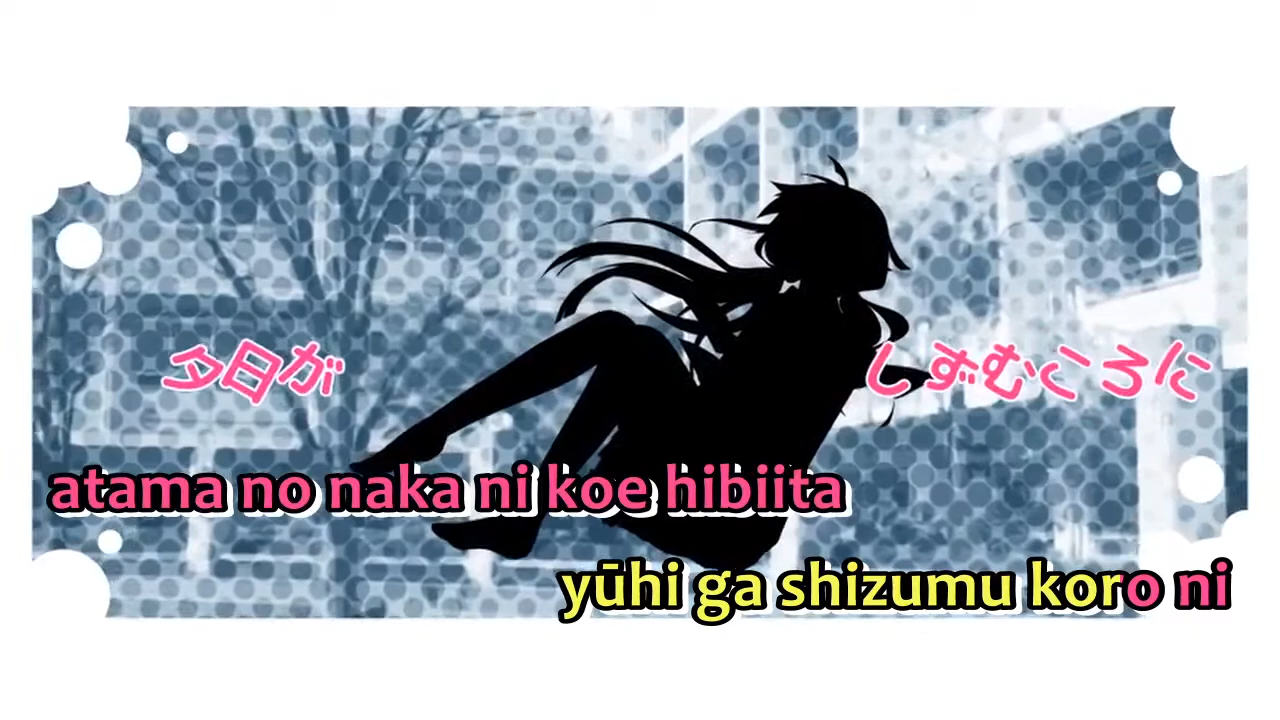 夕日が しずむころに
atama no naka ni koe hibiita
yūhi ga shizumu koro ni